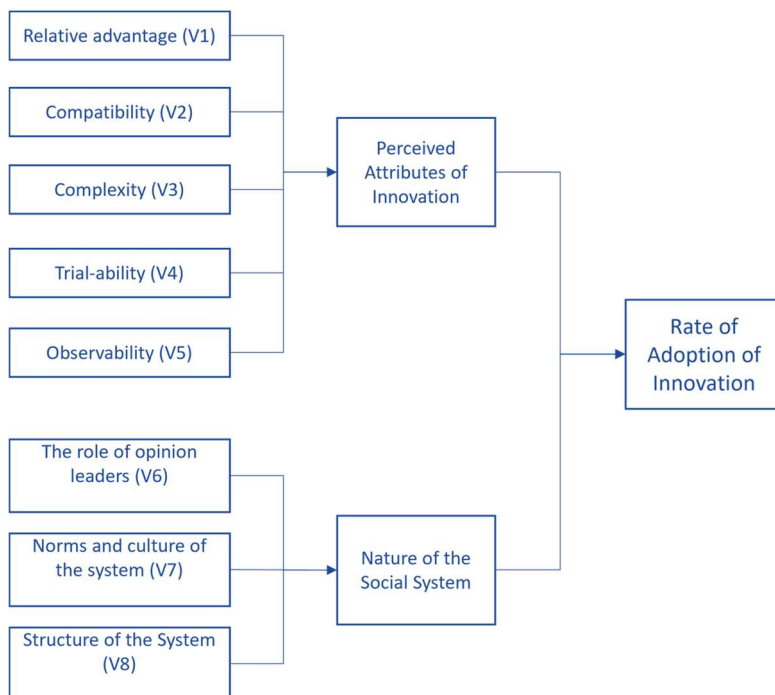 Relative advantage (V1)
Compatibility (V2)
Complexity (V3)
Trial-ability (V4)
Observability (V5)
Perceived
Attributes of
Innovation
The role of opinion
leaders (V6)
Norms and culture of
the system (V7)
Structure of the System
(V8)
Nature of the
Social System
Rate of
Adoption of
Innovation